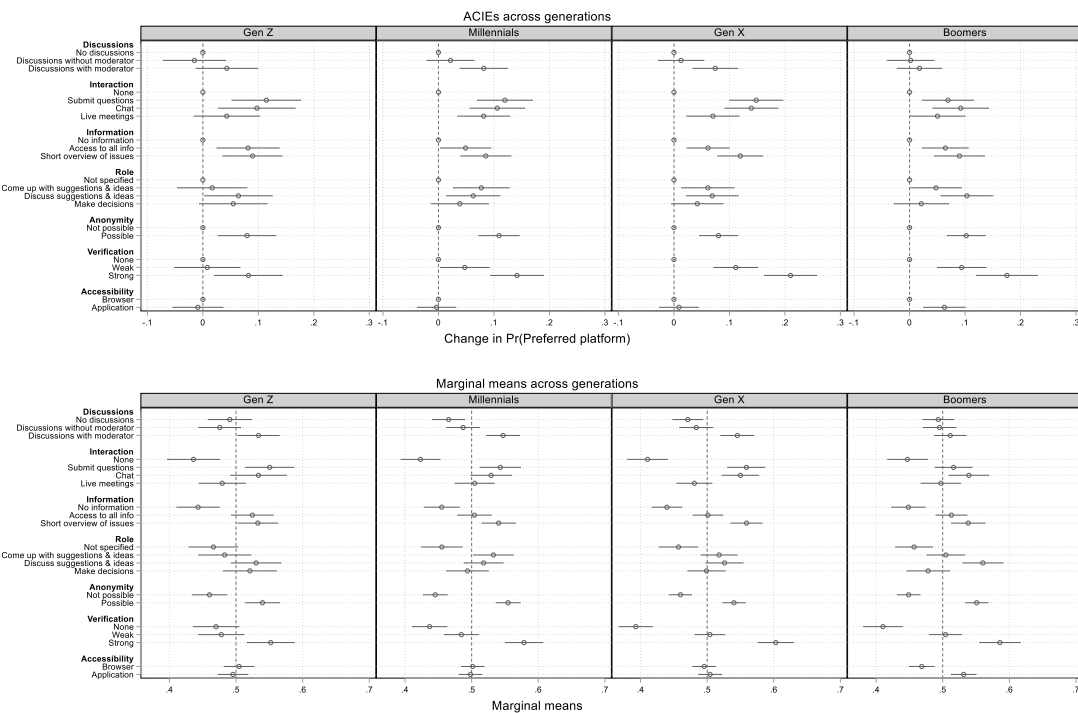 ACIEs across generations
Gen Z Millennials Gen X Boomers
Discussions
No discussions
Discussions without moderator
Discussions with moderator
Interaction
None
Submit questions
Chat
Live meetings
Information
No information
Access to all info
Short overview of issues
Role
Not specified
Come up with suggestions & ideas
Discuss suggestions & ideas
Make decisions
Anonymity
Not possible
Possible
Verification
None
Weak
Strong
Accessibility
Browser
Application
-.1 0 .1 .2 .3 -.1 0 .1 .2 .3 -.1 0 .1 .2 .3 -.1 0 .1 .2 .3
Change in Pr(Preferred platform)
Marginal means across generations
Gen Z Millennials Gen X Boomers
Discussions
No discussions
Discussions without moderator
Discussions with moderator
Interaction
None
Submit questions
Chat
Live meetings
Information
No information
Access to all info
Short overview of issues
Role
Not specified
Come up with suggestions & ideas
Discuss suggestions & ideas
Make decisions
Anonymity
Not possible
Possible
Verification
None
Weak
Strong
Accessibility
Browser
Application
.4 .5 .6 .7 .4 .5 .6 .7 .4 .5 .6 .7 .4 .5 .6 .7
Marginal means